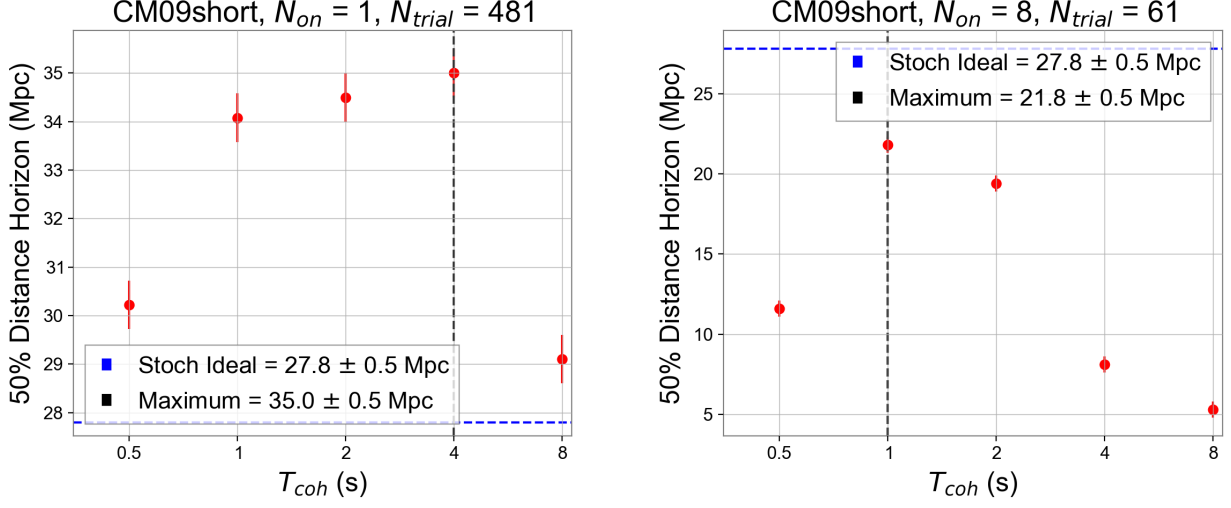 CM09short, N_on = 1, N_trial = 481
50% Distance Horizon (Mpc)
35
34
33
32
31
30
29
28
Stoch Ideal = 27.8 ± 0.5 Mpc
Maximum = 35.0 ± 0.5 Mpc
0.5 1 2 4 8
T_coh (s)
CM09short, N_on = 8, N_trial = 61
50% Distance Horizon (Mpc)
Stoch Ideal = 27.8 ± 0.5 Mpc
Maximum = 21.8 ± 0.5 Mpc
25
20
15
10
5
0.5 1 2 4 8
T_coh (s)